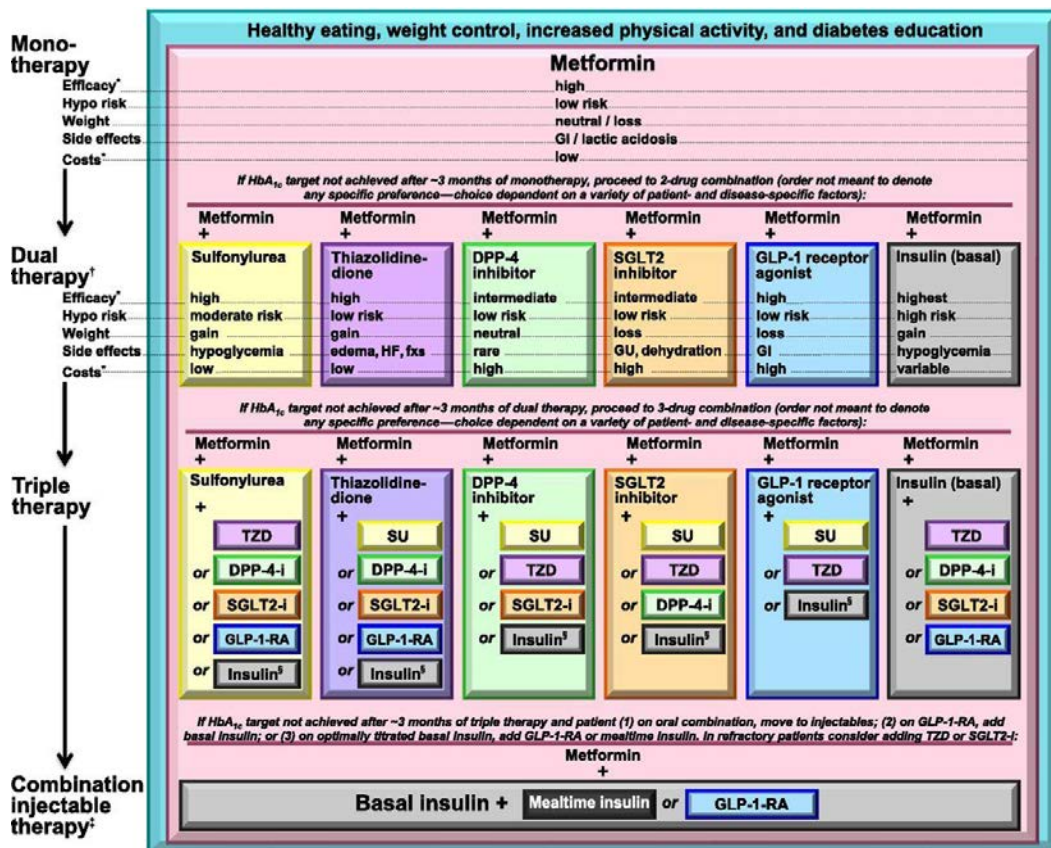 Healthy eating, weight control, increased physical activity, and diabetes education
Mono-
therapy
Metformin
Efficacy* high
Hypo risk low risk
Weight neutral / loss
Side effects GI / lactic acidosis
Costs* low
If HbA1c target not achieved after ~3 months of monotherapy, proceed to 2-drug combination (order not meant to denote
any specific preference—choice dependent on a variety of patient- and disease-specific factors):
Metformin Metformin Metformin Metformin Metformin Metformin
+ + + + + +
Dual
therapy†
Sulfonylurea Thiazolidine- DPP-4 SGLT2 GLP-1 receptor Insulin (basal)
dione inhibitor inhibitor agonist
Efficacy* high high intermediate intermediate high highest
Hypo risk moderate risk low risk low risk low risk low risk high risk
Weight gain gain neutral loss loss gain
Side effects hypoglycemia edema, HF, fxs rare GU, dehydration GI hypoglycemia
Costs* low low high high high variable
If HbA1c target not achieved after ~3 months of dual therapy, proceed to 3-drug combination (order not meant to denote
any specific preference—choice dependent on a variety of patient- and disease-specific factors):
Metformin Metformin Metformin Metformin Metformin Metformin
+ + + + + +
Triple
therapy
Sulfonylurea Thiazolidine- DPP-4 SGLT2 GLP-1 receptor Insulin (basal)
dione inhibitor inhibitor agonist
+ + + + + +
TZD SU SU SU SU TZD
or DPP-4-i or DPP-4-i or TZD or TZD or TZD or DPP-4-i
or SGLT2-i or SGLT2-i or SGLT2-i or DPP-4-i or Insulin§ or SGLT2-i
or GLP-1-RA or GLP-1-RA or Insulin§ or Insulin§ or GLP-1-RA
or Insulin§ or Insulin§
If HbA1c target not achieved after ~3 months of triple therapy and patient (1) on oral combination, move to injectables; (2) on GLP-1-RA, add
basal insulin; or (3) on optimally titrated basal insulin, add GLP-1-RA or mealtime insulin. In refractory patients consider adding TZD or SGLT2-i:
Metformin
+
Combination
injectable
therapy‡
Basal insulin + Mealtime insulin or GLP-1-RA